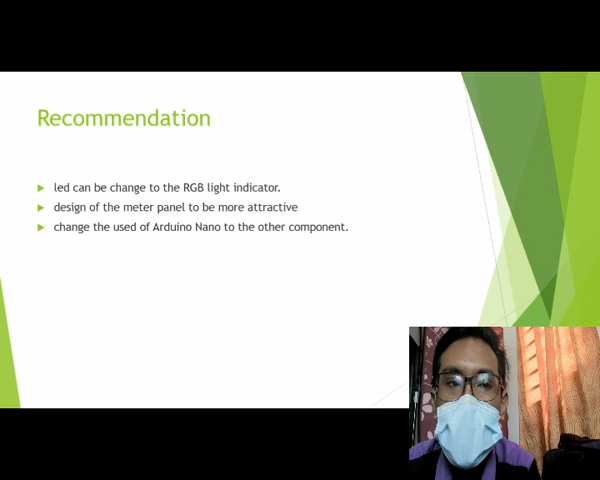 Recommendation
led can be change to the RGB light indicator.
design of the meter panel to be more attractive
change the used of Arduino Nano to the other component.